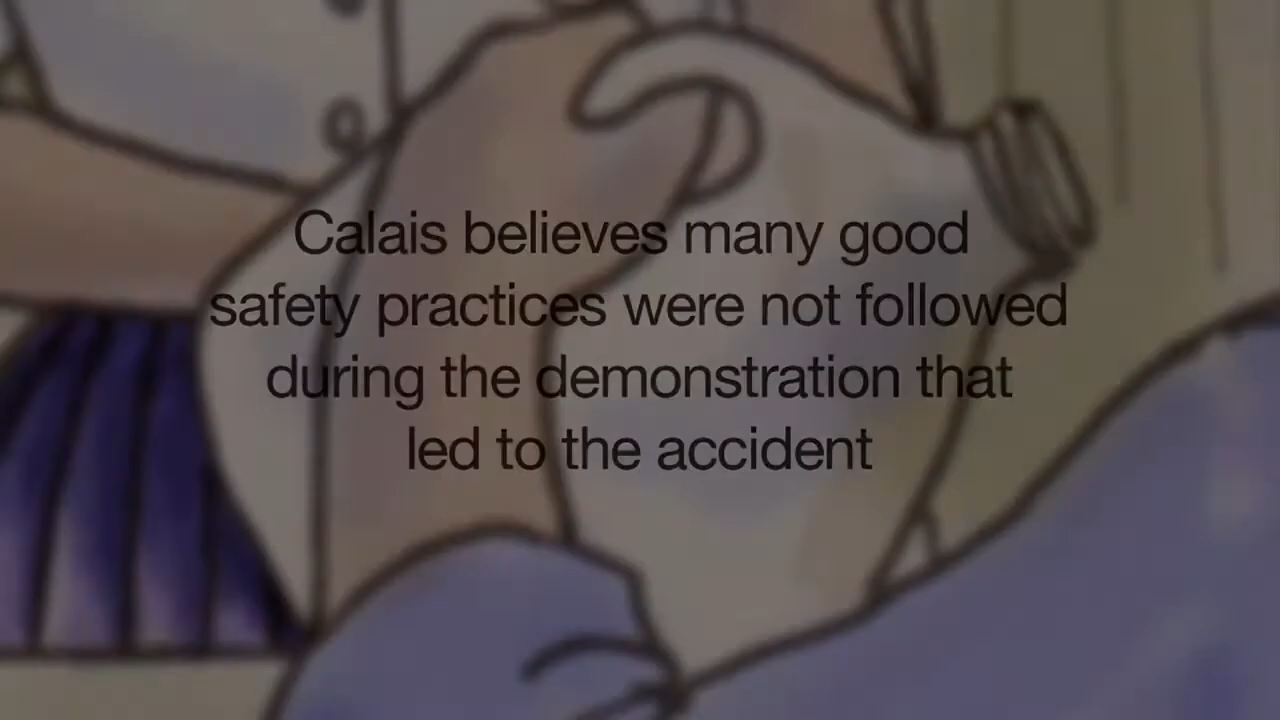 Calais believes many good
safety practices were not followed
during the demonstration that
led to the accident